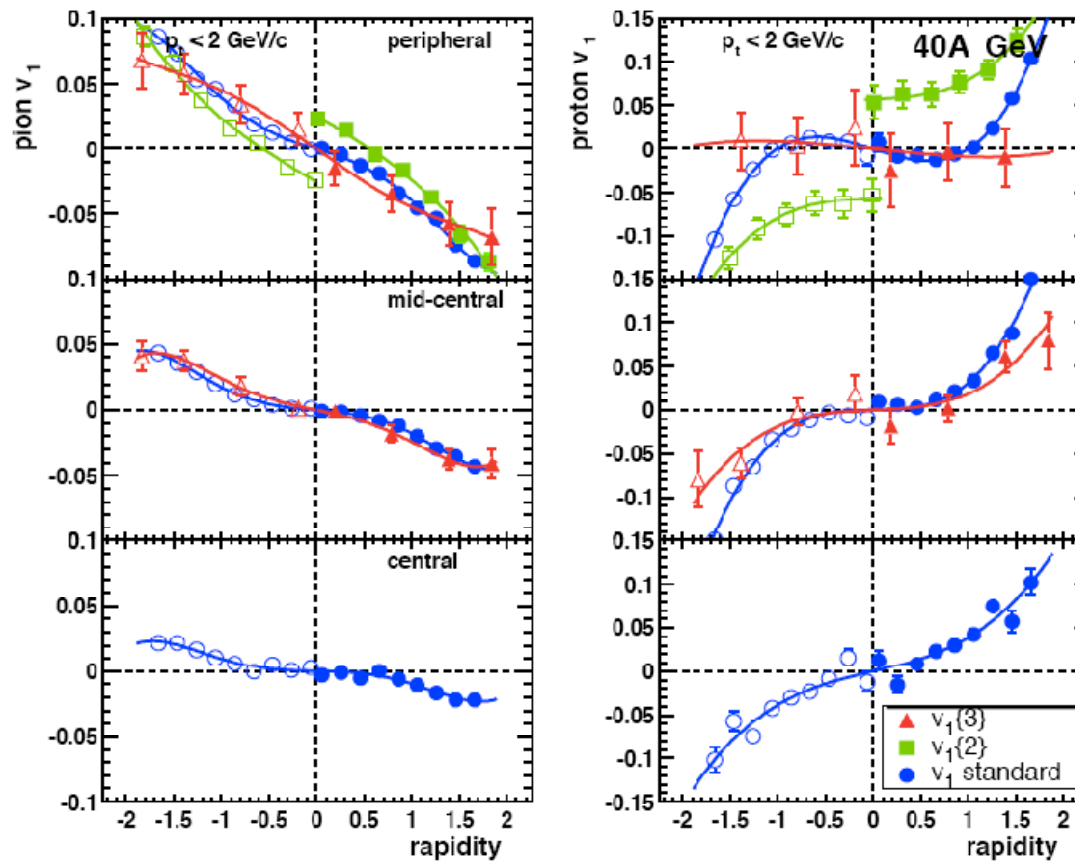 pion v₁
0.1
0.05
0
-0.05
0.1
0.05
0
-0.05
0.1
0.05
0
-0.05
-0.1
pₜ < 2 GeV/c
peripheral
mid-central
central
-2 -1.5 -1 -0.5 0 0.5 1 1.5 2
rapidity
proton v₁
0.15
0.1
0.05
0
-0.05
-0.1
0.15
0.1
0.05
0
-0.05
-0.1
0.15
0.1
0.05
0
-0.05
-0.1
-0.15
pₜ < 2 GeV/c
40A GeV
v₁{3}
v₁{2}
v₁ standard
-2 -1.5 -1 -0.5 0 0.5 1 1.5 2
rapidity